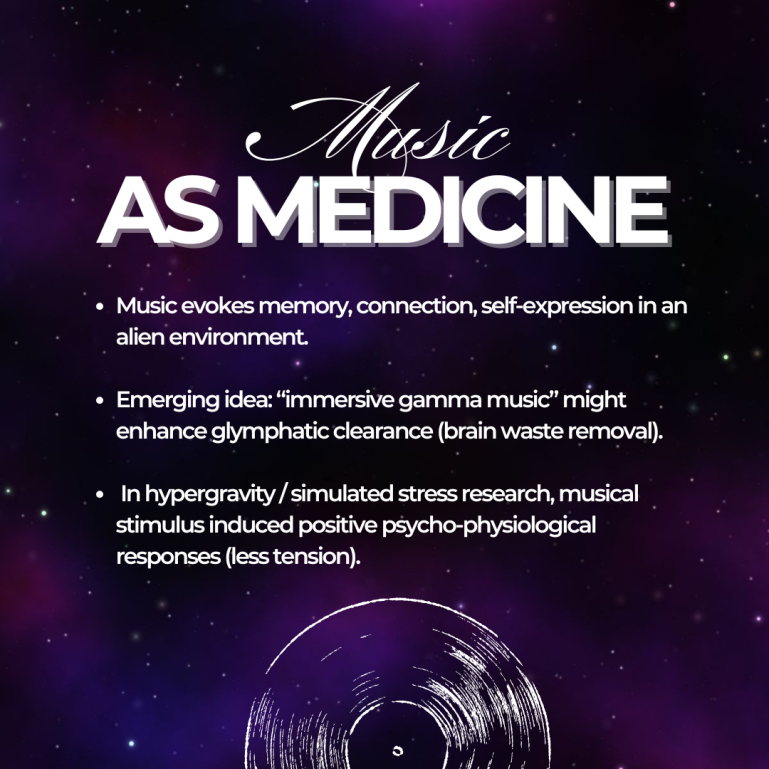 Music
AS MEDICINE
• Music evokes memory, connection, self-expression in an
alien environment.
• Emerging idea: “immersive gamma music” might
enhance glymphatic clearance (brain waste removal).
• In hypergravity / simulated stress research, musical
stimulus induced positive psycho-physiological
responses (less tension).